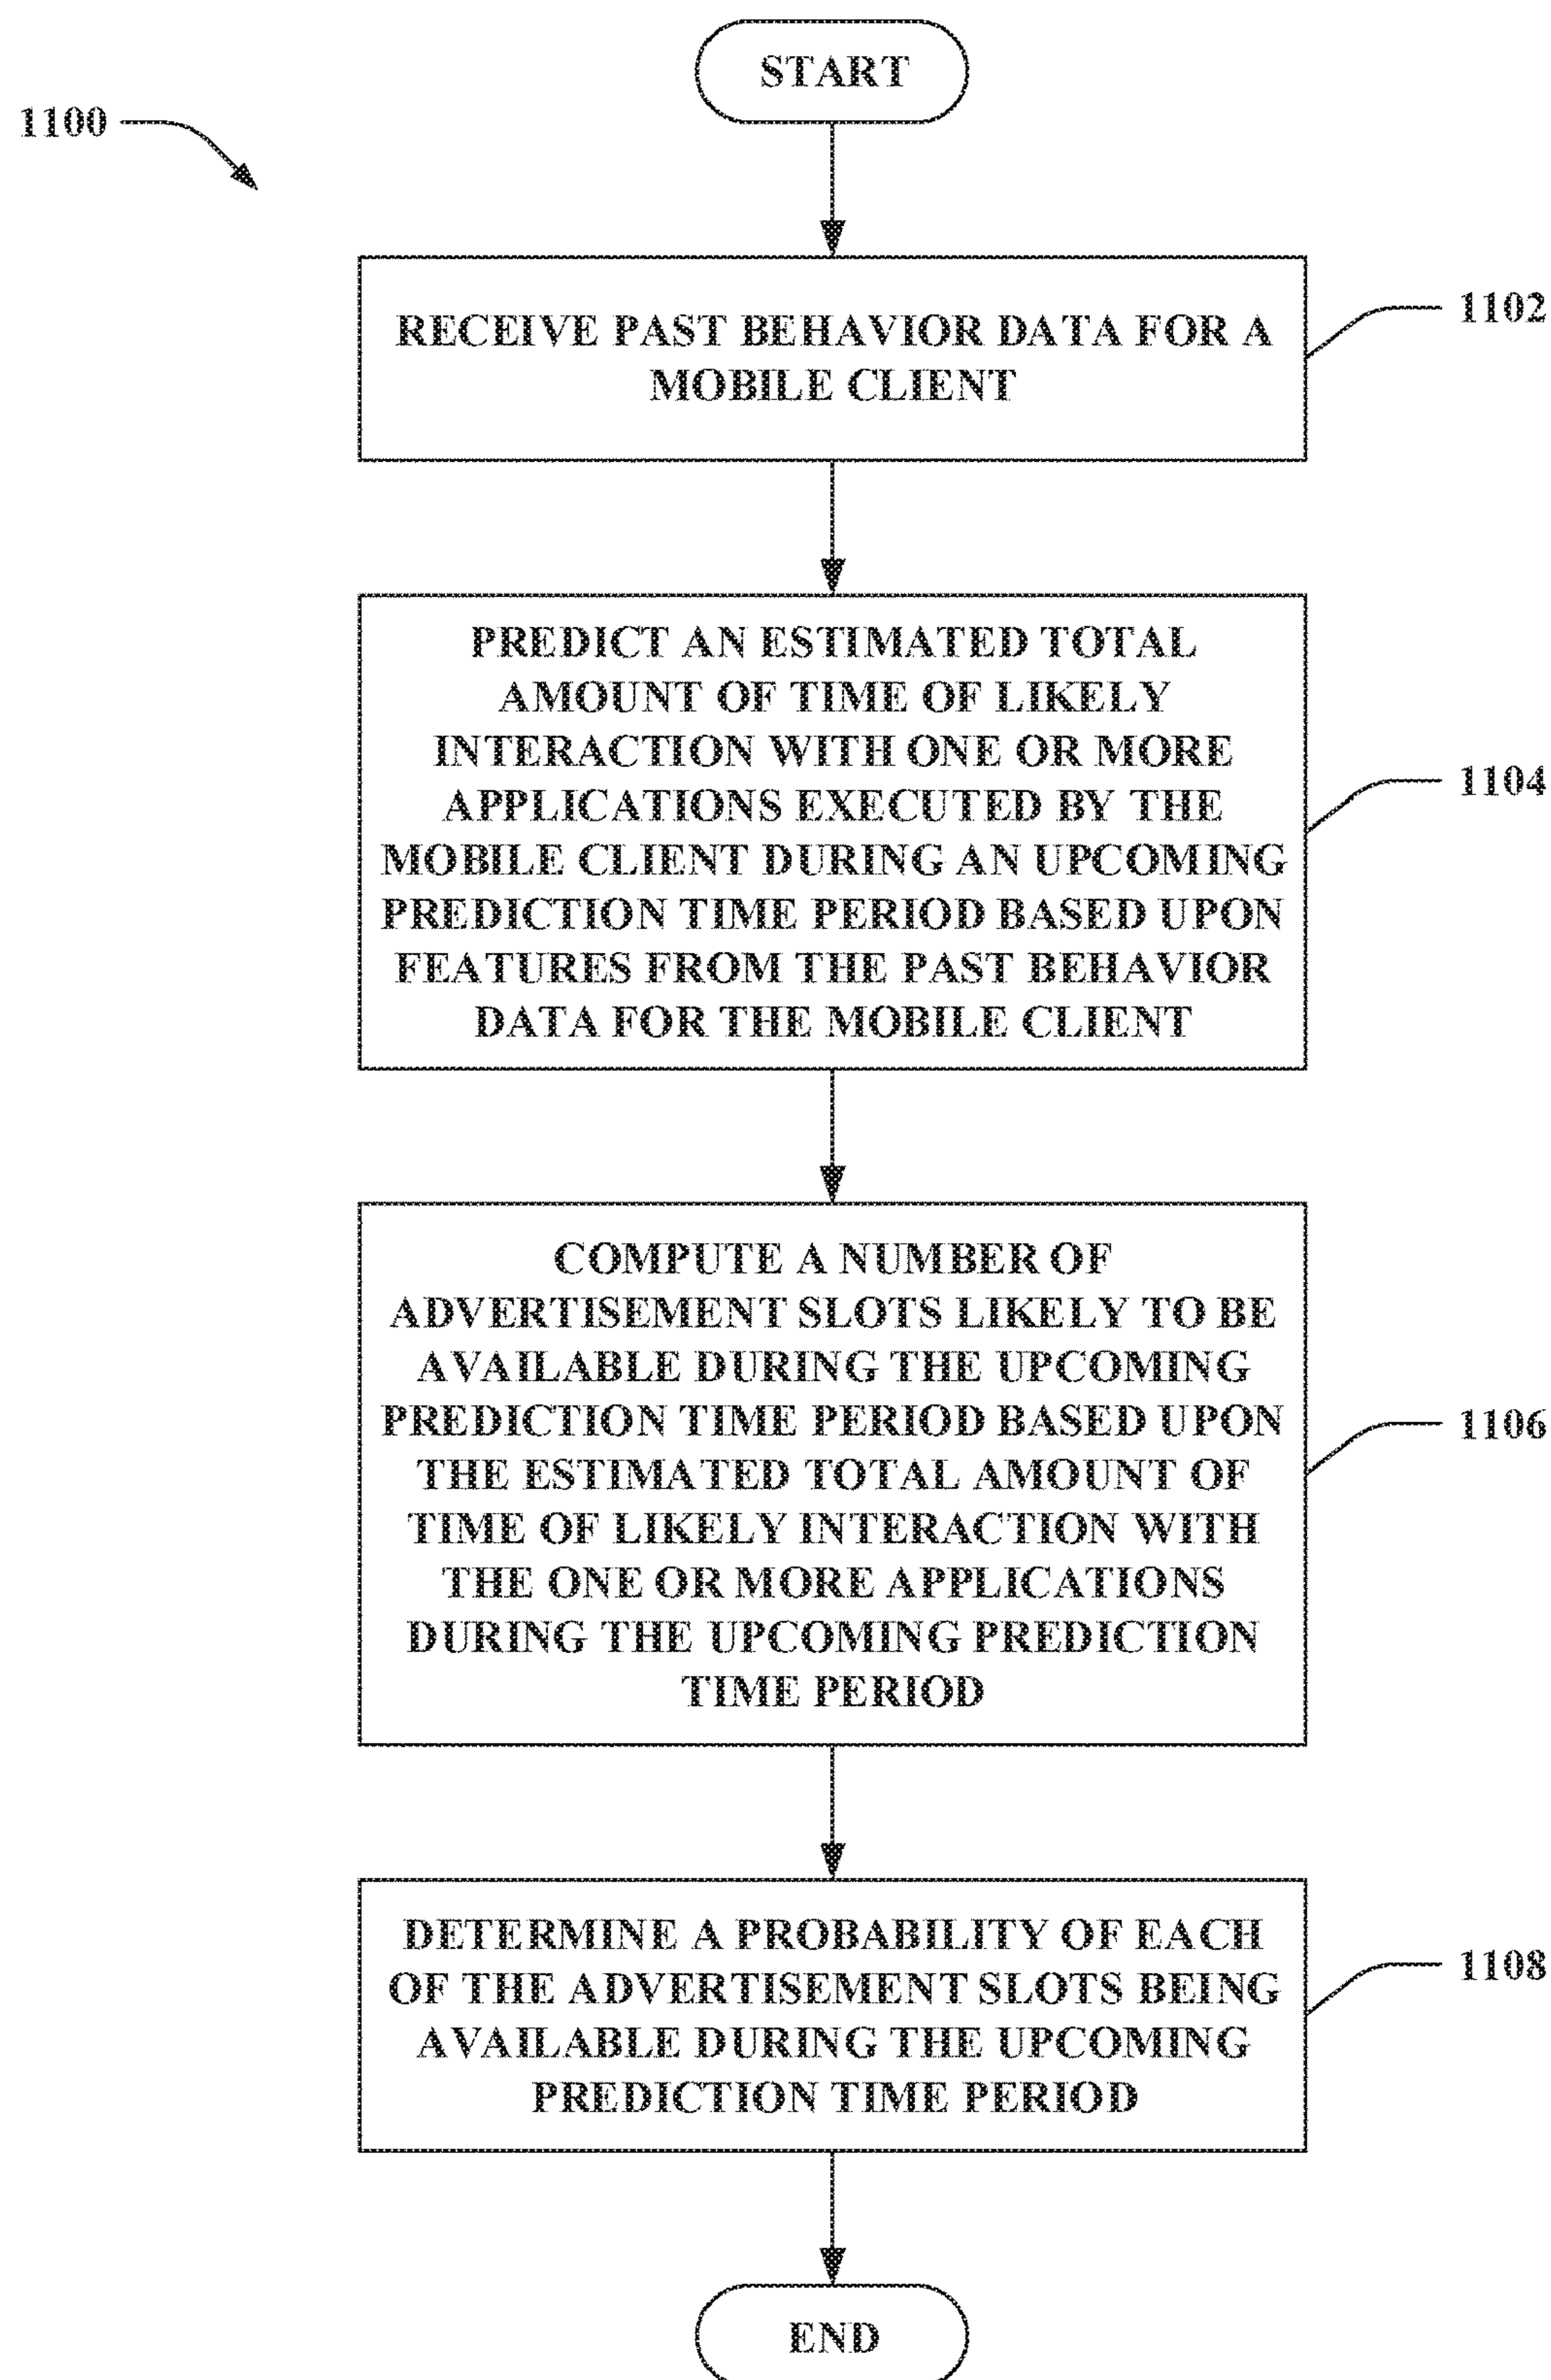 START
1100
RECEIVE PAST BEHAVIOR DATA FOR A
MOBILE CLIENT
1102
PREDICT AN ESTIMATED TOTAL
AMOUNT OF TIME OF LIKELY
INTERACTION WITH ONE OR MORE
APPLICATIONS EXECUTED BY THE
MOBILE CLIENT DURING AN UPCOMING
PREDICTION TIME PERIOD BASED UPON
FEATURES FROM THE PAST BEHAVIOR
DATA FOR THE MOBILE CLIENT
1104
COMPUTE A NUMBER OF
ADVERTISEMENT SLOTS LIKELY TO BE
AVAILABLE DURING THE UPCOMING
PREDICTION TIME PERIOD BASED UPON
THE ESTIMATED TOTAL AMOUNT OF
TIME OF LIKELY INTERACTION WITH
THE ONE OR MORE APPLICATIONS
DURING THE UPCOMING PREDICTION
TIME PERIOD
1106
DETERMINE A PROBABILITY OF EACH
OF THE ADVERTISEMENT SLOTS BEING
AVAILABLE DURING THE UPCOMING
PREDICTION TIME PERIOD
1108
END